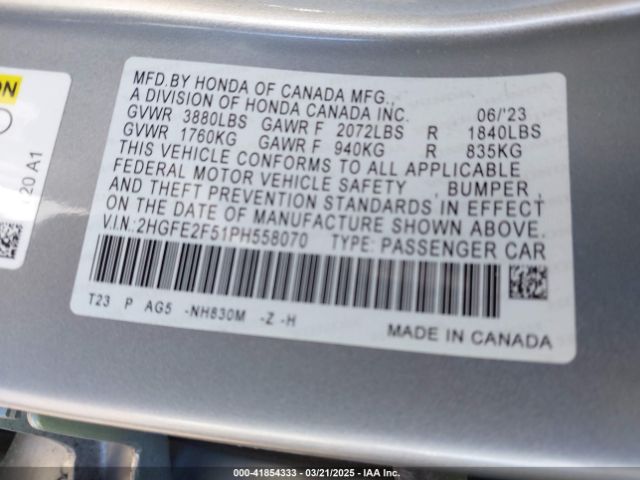 ON
20 A1
MFD.BY HONDA OF CANADA MFG.,
A DIVISION OF HONDA CANADA INC. 06/'23
GVWR 3880LBS GAWR F 2072LBS R 1840LBS
GVWR 1760KG GAWR F 940KG R 835KG
THIS VEHICLE CONFORMS TO ALL APPLICABLE
FEDERAL MOTOR VEHICLE SAFETY , BUMPER ,
AND THEFT PREVENTION STANDARDS IN EFFECT
ON THE DATE OF MANUFACTURE SHOWN ABOVE.
V.I.N.:2HGFE2F51PH558070 TYPE: PASSENGER CAR
T23 P AG5 -NH830M -Z -H
MADE IN CANADA
000-41854333 / 03/21/2025 / IAA Inc.